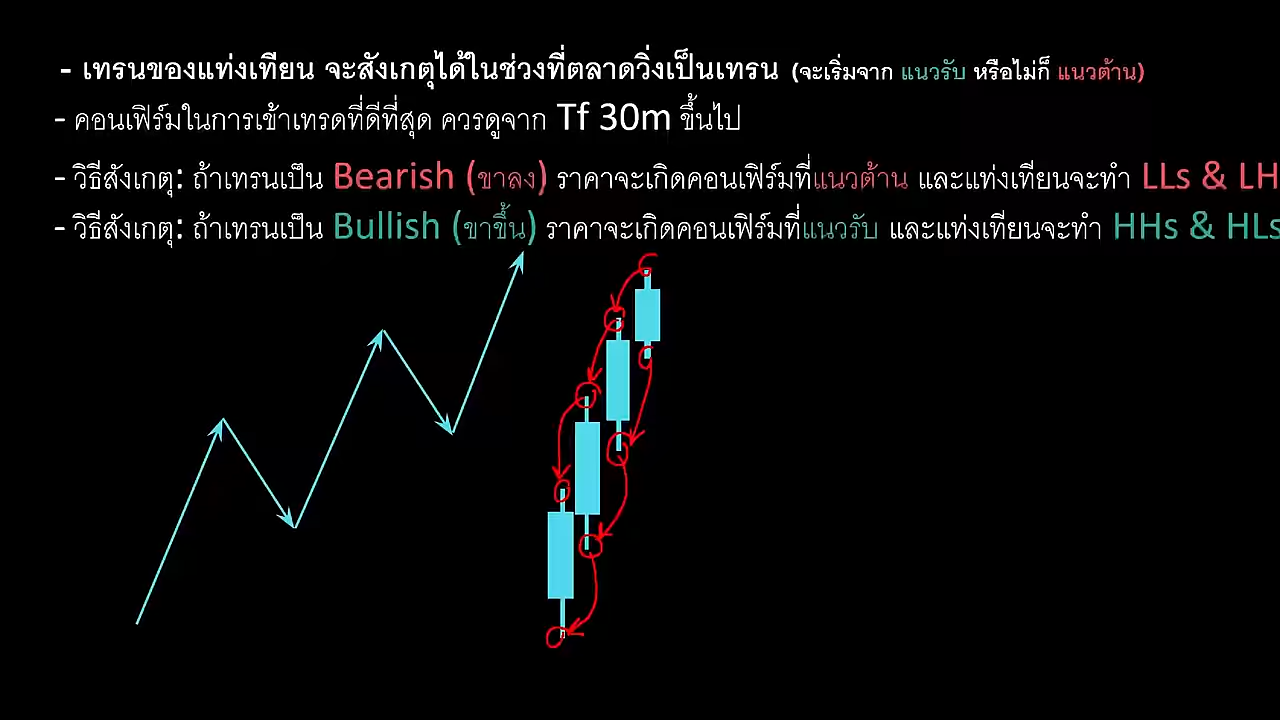 - เทรนของแท่งเทียน จะสังเกตุได้ในช่วงที่ตลาดวิ่งเป็นเทรน (จะเริ่มจาก แนวรับ หรือไม่ก็ แนวต้าน)
- คอนเฟิร์มในการเข้าเทรดที่ดีที่สุด ควรดูจาก Tf 30m ขึ้นไป
- วิธีสังเกตุ: ถ้าเทรนเป็น Bearish (ขาลง) ราคาจะเกิดคอนเฟิร์มที่แนวต้าน และแท่งเทียนจะทำ LLs & LH
- วิธีสังเกตุ: ถ้าเทรนเป็น Bullish (ขาขึ้น) ราคาจะเกิดคอนเฟิร์มที่แนวรับ และแท่งเทียนจะทำ HHs & HLs